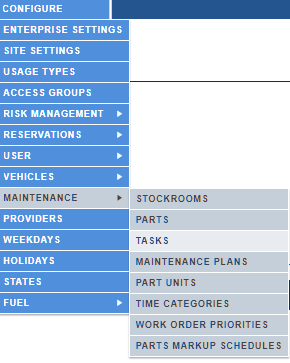 CONFIGURE
ENTERPRISE SETTINGS
SITE SETTINGS
USAGE TYPES
ACCESS GROUPS
RISK MANAGEMENT
RESERVATIONS
USER
VEHICLES
MAINTENANCE
PROVIDERS
WEEKDAYS
HOLIDAYS
STATES
FUEL
STOCKROOMS
PARTS
TASKS
MAINTENANCE PLANS
PART UNITS
TIME CATEGORIES
WORK ORDER PRIORITIES
PARTS MARKUP SCHEDULES